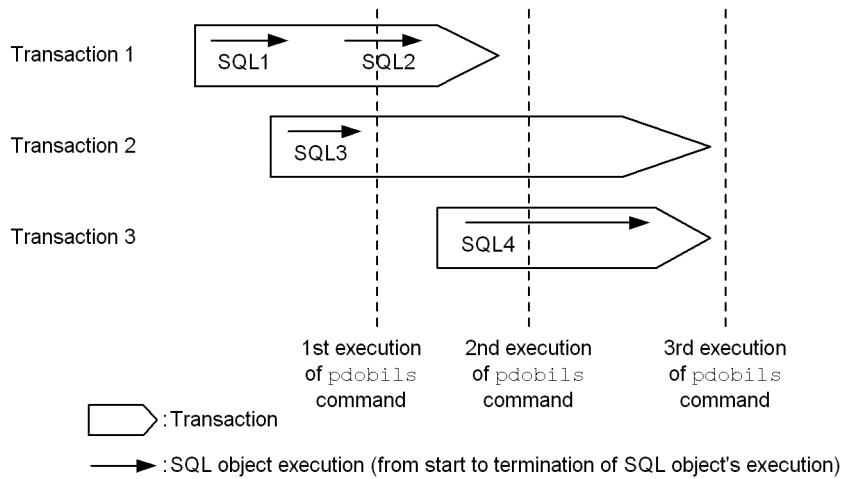 Transaction 1
SQL1
SQL2
Transaction 2
SQL3
Transaction 3
SQL4
1st execution
of pdobils
command
2nd execution
of pdobils
command
3rd execution
of pdobils
command
: Transaction
: SQL object execution (from start to termination of SQL object's execution)